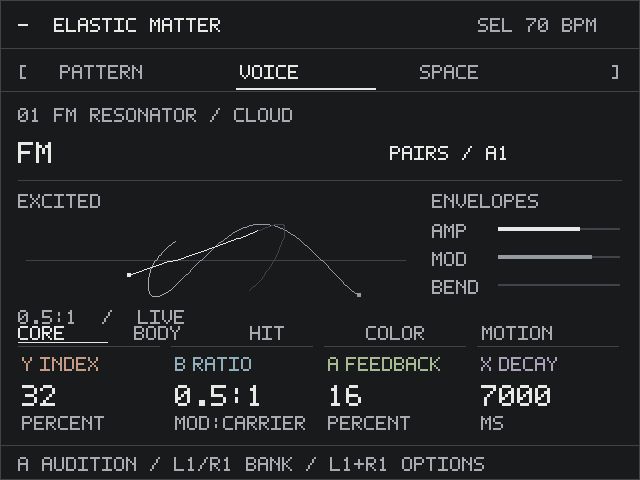 – ELASTIC MATTER SEL 70 BPM
[ PATTERN VOICE SPACE ]
01 FM RESONATOR / CLOUD
FM PAIRS / A1
EXCITED ENVELOPES
AMP
MOD
BEND
0.5:1 / LIVE
CORE BODY HIT COLOR MOTION
Y INDEX B RATIO A FEEDBACK X DECAY
32 0.5:1 16 7000
PERCENT MOD:CARRIER PERCENT MS
A AUDITION / L1/R1 BANK / L1+R1 OPTIONS